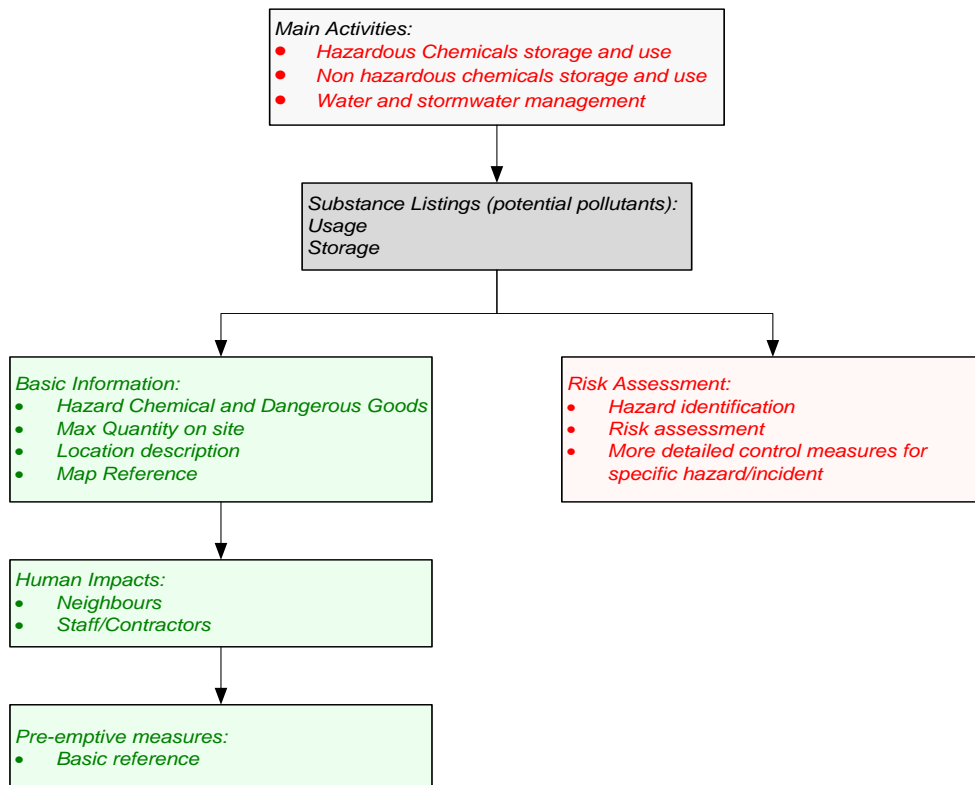 Main Activities:
• Hazardous Chemicals storage and use
• Non hazardous chemicals storage and use
• Water and stormwater management
Substance Listings (potential pollutants):
Usage
Storage
Basic Information:
• Hazard Chemical and Dangerous Goods
• Max Quantity on site
• Location description
• Map Reference
Risk Assessment:
• Hazard identification
• Risk assessment
• More detailed control measures for
specific hazard/incident
Human Impacts:
• Neighbours
• Staff/Contractors
Pre-emptive measures:
• Basic reference